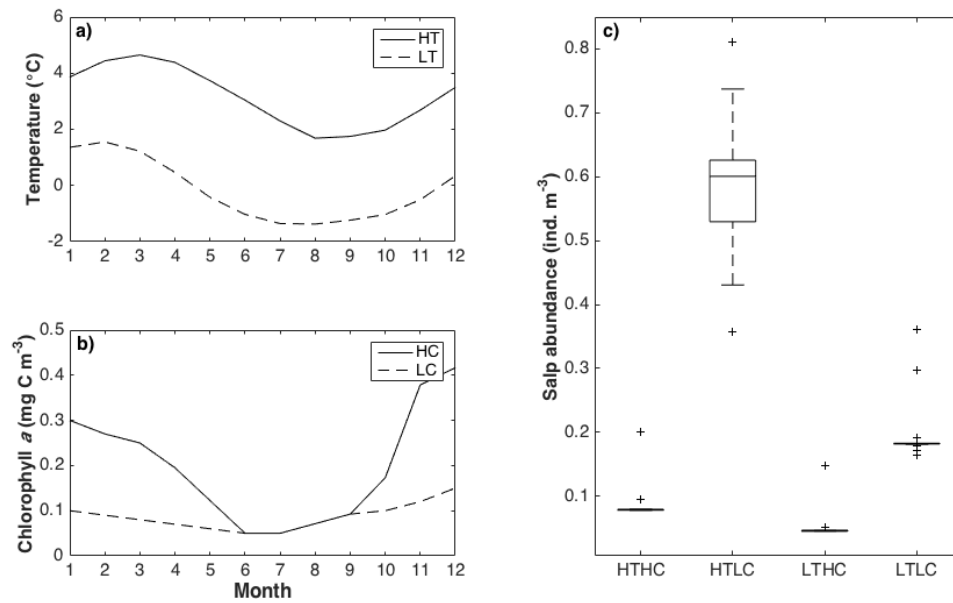 a)
HT
LT
Temperature (°C)
6
4
2
0
-2
1 2 3 4 5 6 7 8 9 10 11 12
b)
HC
LC
Chlorophyll a (mg C m-3)
0.5
0.4
0.3
0.2
0.1
0
1 2 3 4 5 6 7 8 9 10 11 12
Month
c)
Salp abundance (ind. m-3)
0.8
0.7
0.6
0.5
0.4
0.3
0.2
0.1
HTHC HTLC LTHC LTLC